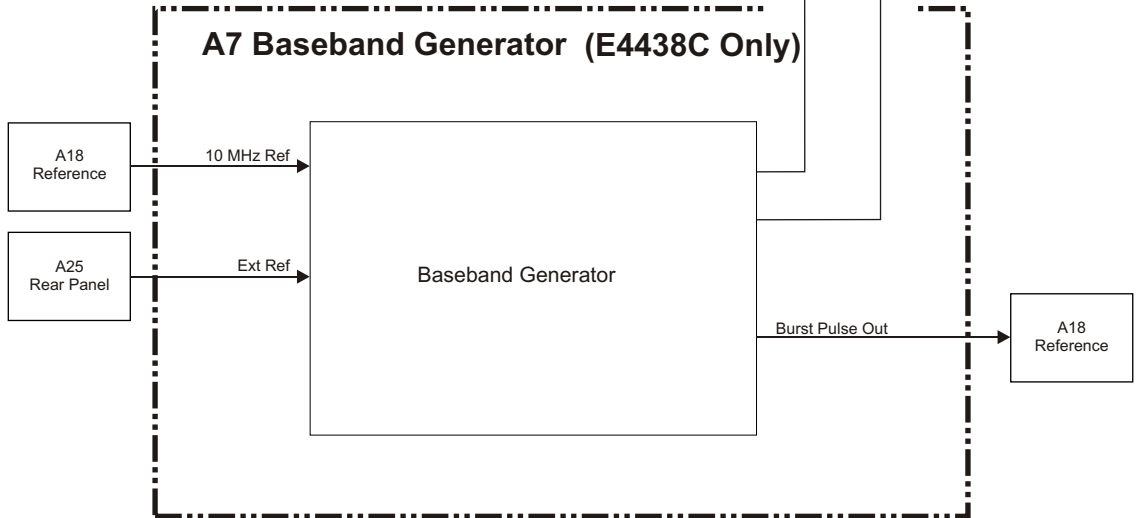 A7 Baseband Generator (E4438C Only)
A18
Reference
10 MHz Ref
A25
Rear Panel
Ext Ref
Baseband Generator
Burst Pulse Out
A18
Reference